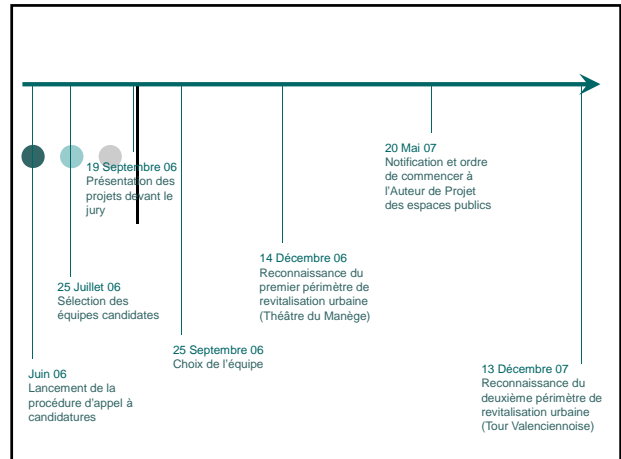 19 Septembre 06
Présentation des
projets devant le
jury
20 Mai 07
Notification et ordre
de commencer à
l'Auteur de Projet
des espaces publics
14 Décembre 06
Reconnaissance du
premier périmètre de
revitalisation urbaine
(Théâtre du Manège)
25 Juillet 06
Sélection des
équipes candidates
25 Septembre 06
Choix de l'équipe
Juin 06
Lancement de la
procédure d'appel à
candidatures
13 Décembre 07
Reconnaissance du
deuxième périmètre de
revitalisation urbaine
(Tour Valenciennoise)